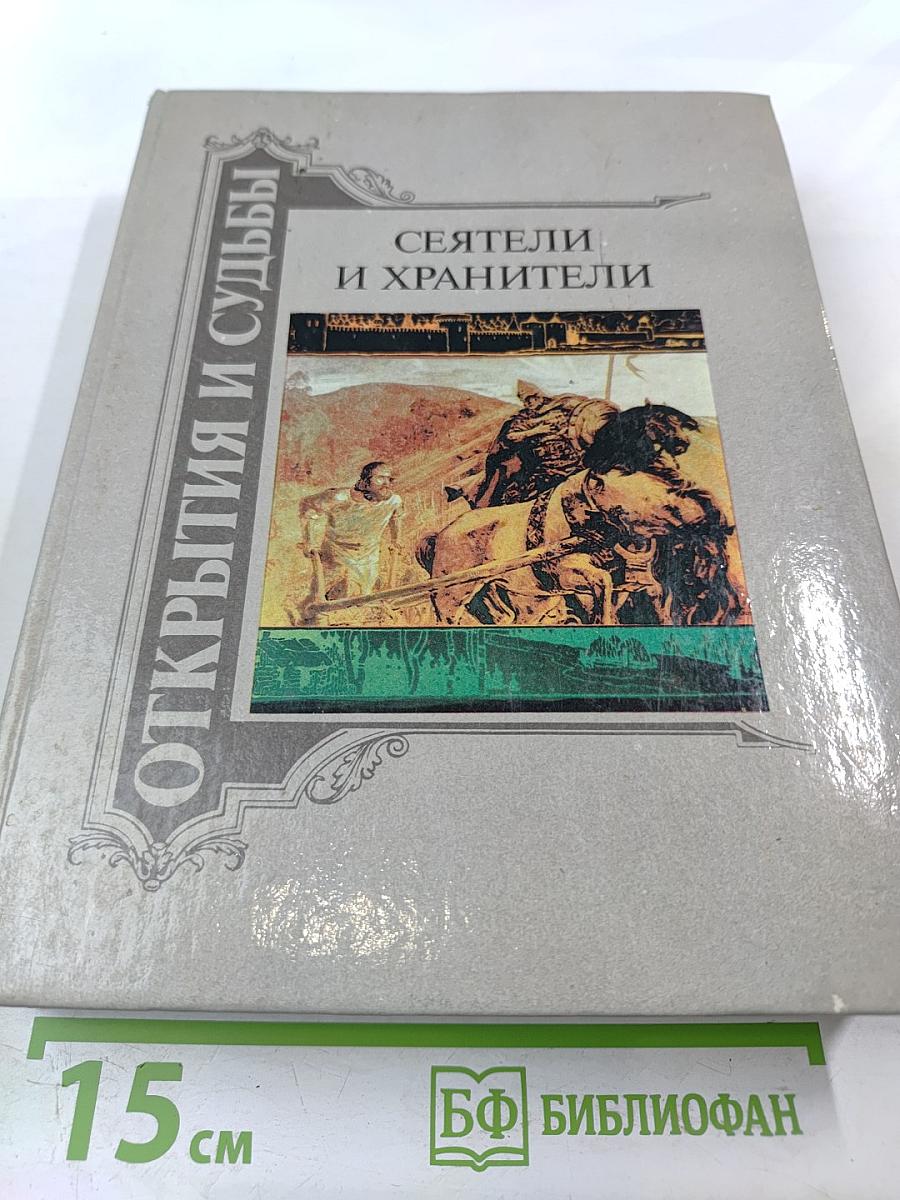 ОТКРЫТИЯ И СУДЬБЫ
СЕЯТЕЛИ
И ХРАНИТЕЛИ
15 см
БФ БИБЛИОФАН